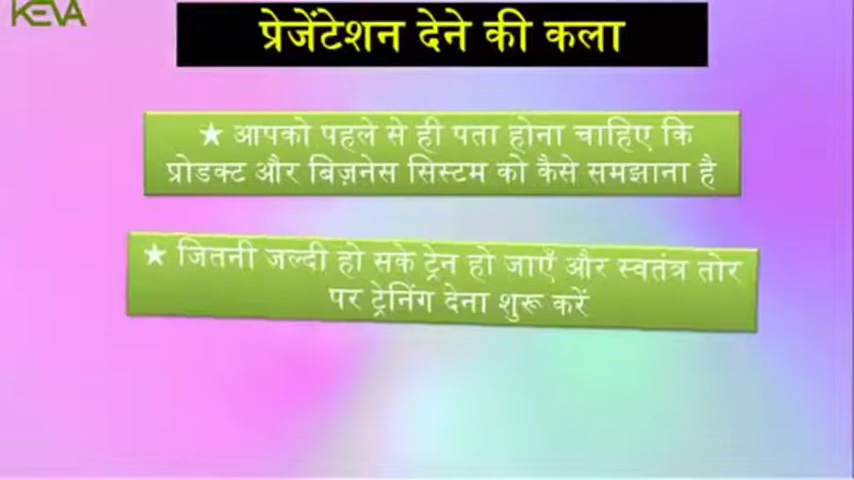 KEVA
प्रेजेंटेशन देने की कला
★ आपको पहले से ही पता होना चाहिए कि
प्रोडक्ट और बिज़नेस सिस्टम को कैसे समझाना है
★ जितनी जल्दी हो सके ट्रेन हो जाएँ और स्वतंत्र तोर
पर ट्रेनिंग देना शुरू करें